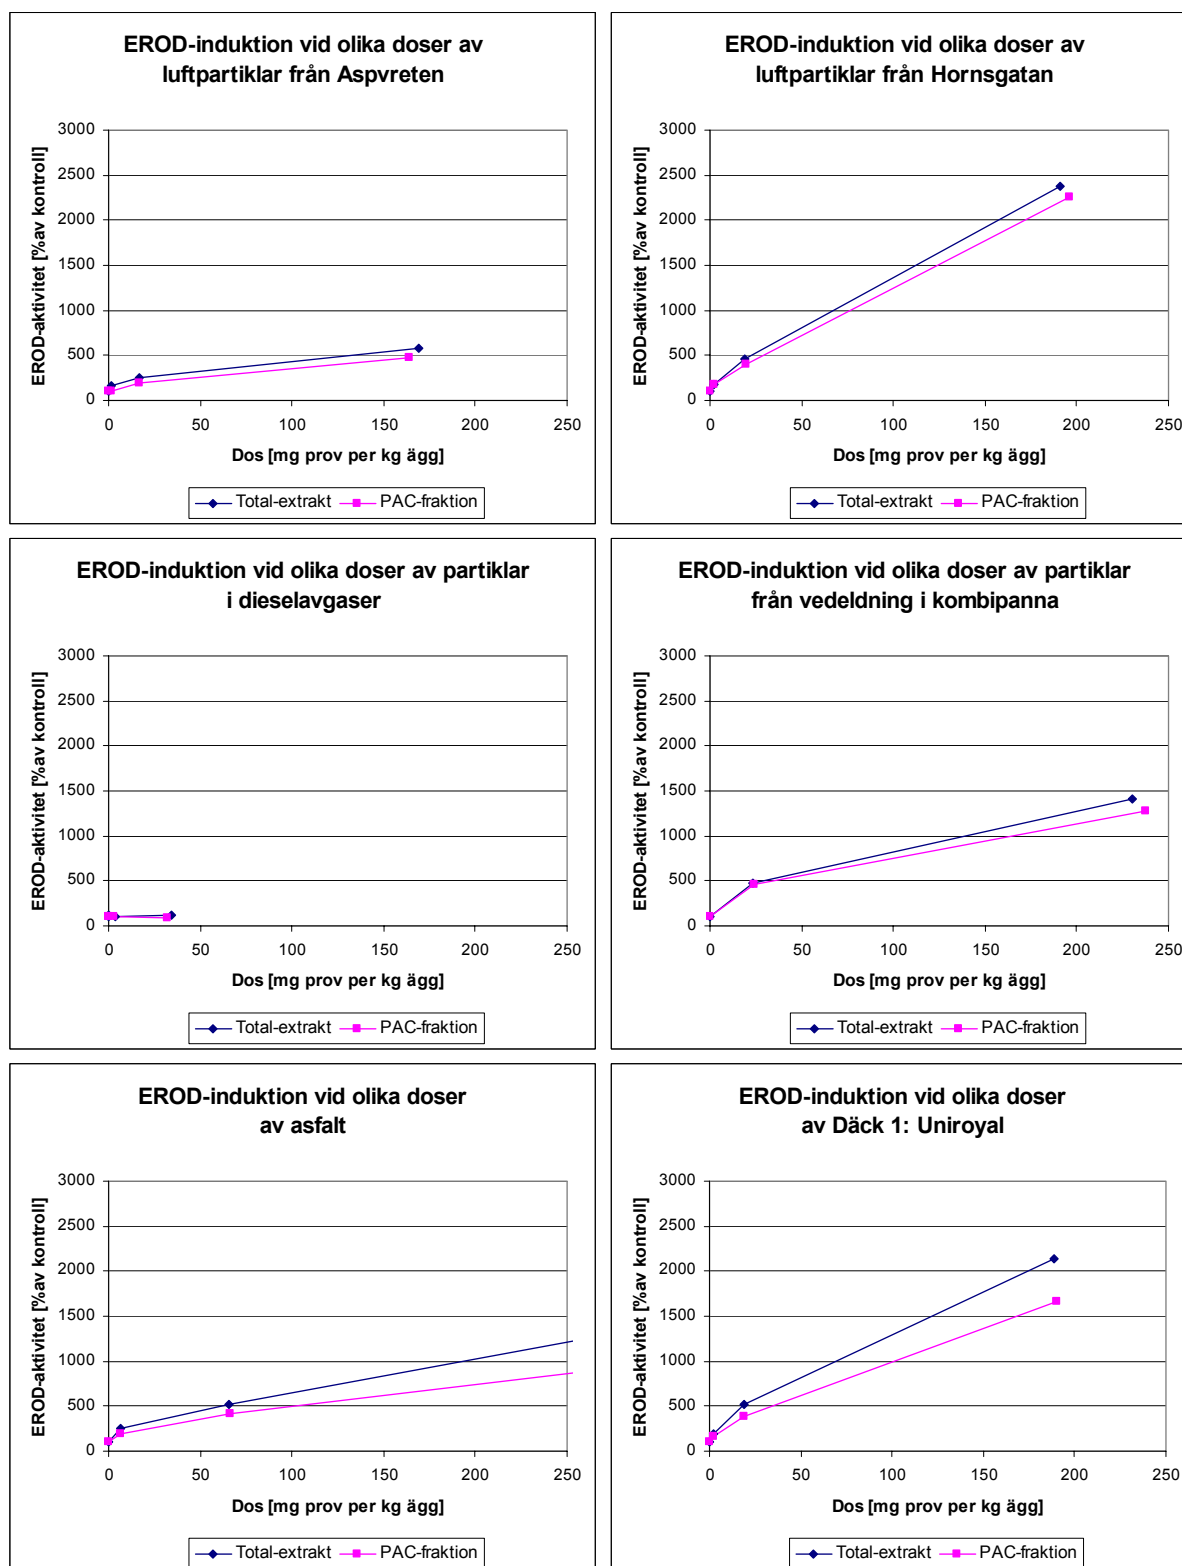 EROD-induktion vid olika doser av
luftpartiklar från Aspvreten
EROD-aktivitet [%av kontroll]
3000
2500
2000
1500
1000
500
0
0 50 100 150 200 250
Dos [mg prov per kg ägg]
Total-extrakt PAC-fraktion
EROD-induktion vid olika doser av
luftpartiklar från Hornsgatan
EROD-aktivitet [%av kontroll]
3000
2500
2000
1500
1000
500
0
0 50 100 150 200 250
Dos [mg prov per kg ägg]
Total-extrakt PAC-fraktion
EROD-induktion vid olika doser av partiklar
i dieselavgaser
EROD-aktivitet [%av kontroll]
3000
2500
2000
1500
1000
500
0
0 50 100 150 200 250
Dos [mg prov per kg ägg]
Total-extrakt PAC-fraktion
EROD-induktion vid olika doser av partiklar
från vedeldning i kombipanna
EROD-aktivitet [%av kontroll]
3000
2500
2000
1500
1000
500
0
0 50 100 150 200 250
Dos [mg prov per kg ägg]
Total-extrakt PAC-fraktion
EROD-induktion vid olika doser
av asfalt
EROD-aktivitet [%av kontroll]
3000
2500
2000
1500
1000
500
0
0 50 100 150 200 250
Dos [mg prov per kg ägg]
Total-extrakt PAC-fraktion
EROD-induktion vid olika doser
av Däck 1: Uniroyal
EROD-aktivitet [%av kontroll]
3000
2500
2000
1500
1000
500
0
0 50 100 150 200 250
Dos [mg prov per kg ägg]
Total-extrakt PAC-fraktion